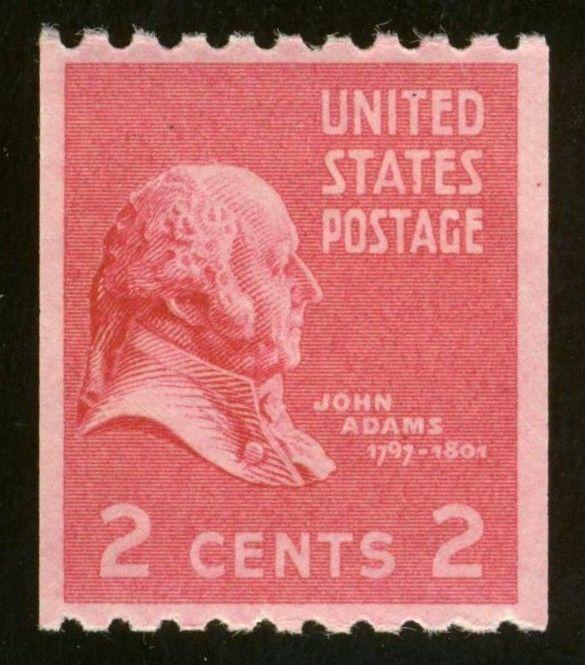 UNITED
STATES
POSTAGE
JOHN
ADAMS
1797-1801
2 CENTS 2